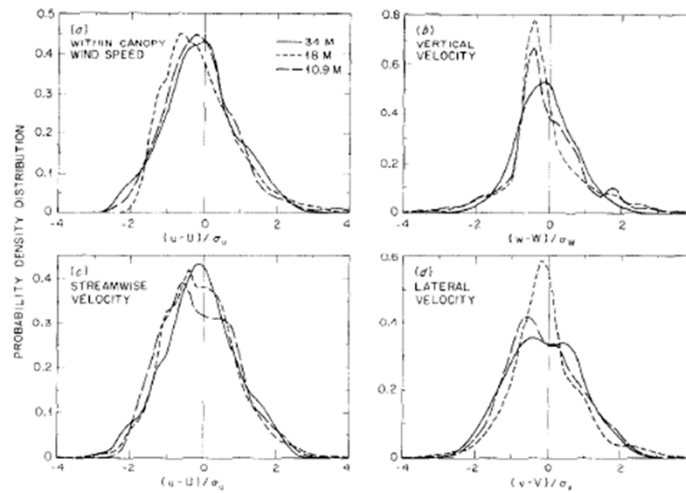 (a)
WITHIN CANOPY
WIND SPEED
34 M
18 M
10.9 M
0.5
0.4
0.3
0.2
0.1
0
-4 -2 0 2 4
(u-U)/σu
(b)
VERTICAL
VELOCITY
0.8
0.6
0.4
0.2
0
-4 -2 0 2
(w-W)/σw
PROBABILITY DENSITY DISTRIBUTION
(c)
STREAMWISE
VELOCITY
0.4
0.3
0.2
0.1
0
-4 -2 0 2 4
(u-U)/σu
(d)
LATERAL
VELOCITY
0.6
0.4
0.2
0
-4 -2 0 2
(v-V)/σv